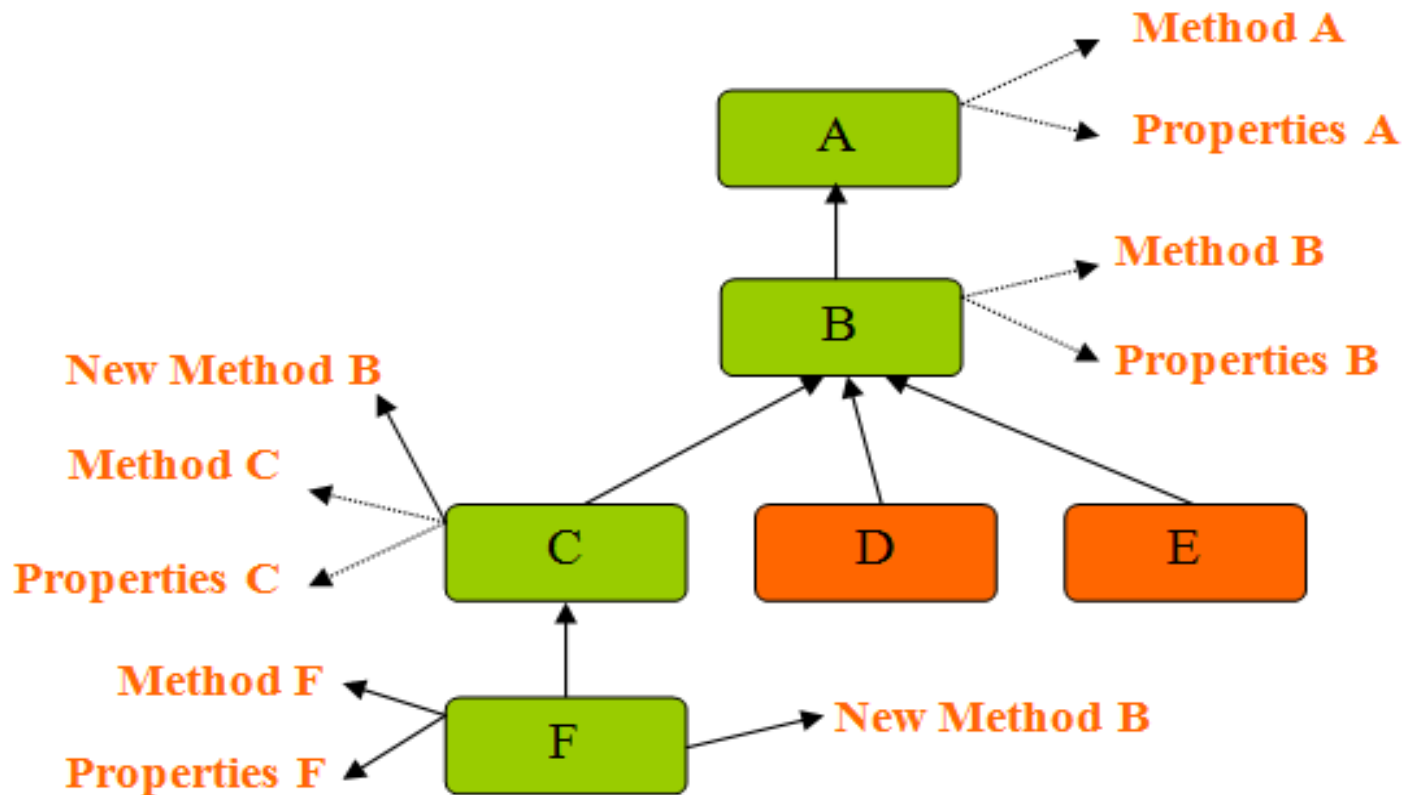 Method A
A
Properties A
Method B
B
Properties B
New Method B
Method C
C
D
E
Properties C
Method F
F
New Method B
Properties F